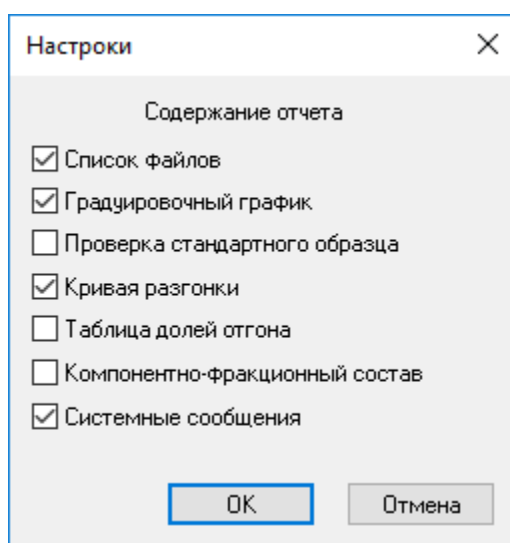 Настроки
Содержание отчета
Список файлов
Градуировочный график
Проверка стандартного образца
Кривая разгонки
Таблица долей отгона
Компонентно-фракционный состав
Системные сообщения
OK
Отмена